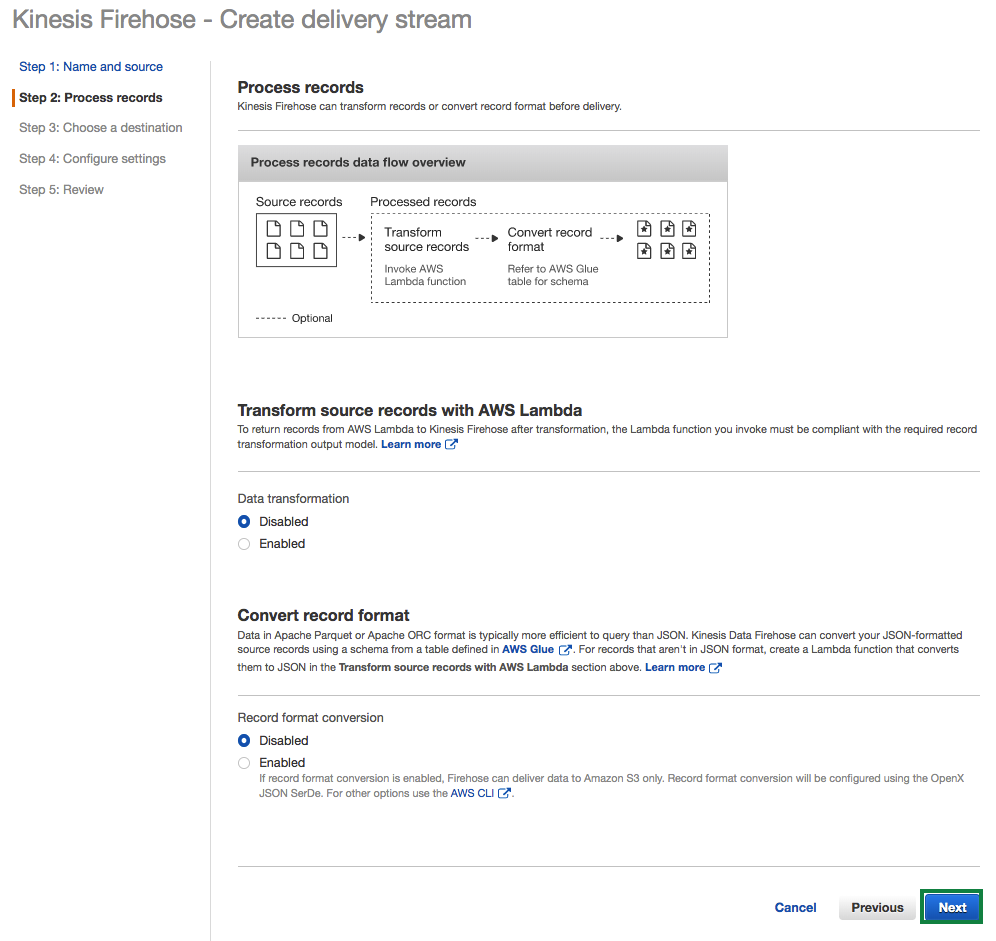 Kinesis Firehose - Create delivery stream
Step 1: Name and source
Step 2: Process records
Step 3: Choose a destination
Step 4: Configure settings
Step 5: Review
Process records
Kinesis Firehose can transform records or convert record format before delivery.
Process records data flow overview
Source records
Processed records
Transform
source records
Invoke AWS
Lambda function
Convert record
format
Refer to AWS Glue
table for schema
Optional
Transform source records with AWS Lambda
To return records from AWS Lambda to Kinesis Firehose after transformation, the Lambda function you invoke must be compliant with the required record
transformation output model. Learn more
Data transformation
Disabled
Enabled
Convert record format
Data in Apache Parquet or Apache ORC format is typically more efficient to query than JSON. Kinesis Data Firehose can convert your JSON-formatted
source records using a schema from a table defined in AWS Glue. For records that aren't in JSON format, create a Lambda function that converts
them to JSON in the Transform source records with AWS Lambda section above. Learn more
Record format conversion
Disabled
Enabled
If record format conversion is enabled, Firehose can deliver data to Amazon S3 only. Record format conversion will be configured using the OpenX
JSON SerDe. For other options use the AWS CLI.
Cancel
Previous
Next